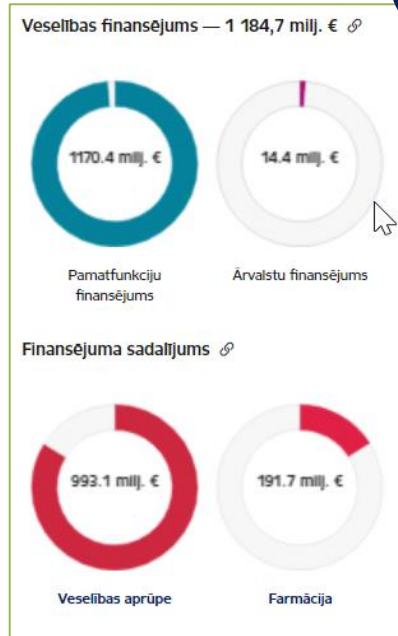 Veselības finansējums — 1 184,7 milj. €
1170.4 milj. €
14.4 milj. €
Pamatfunkciju
finansējums
Ārvalstu finansējums
Finansējuma sadalījums
993.1 milj. €
191.7 milj. €
Veselības aprūpe
Farmācija